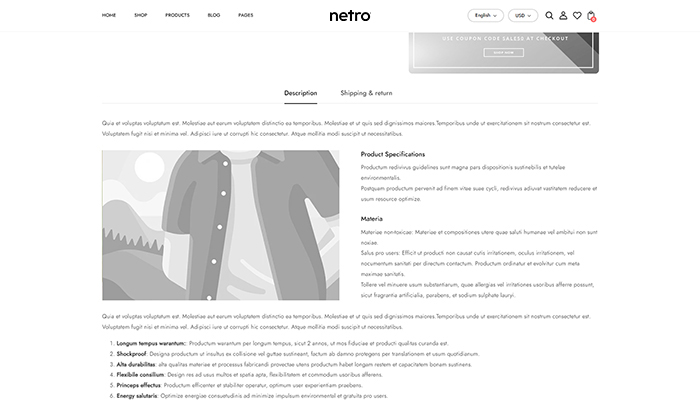 HOME SHOP PRODUCTS BLOG PAGES netro English USD
USE COUPON CODE SALE35 AT CHECKOUT
SHOP NOW
Description Shipping & return
Quia et voluptas voluptatum est. Molestiae aut earum voluptatem distinctio ea temporibus. Molestiae et ut quis sed dignissimos maiores.Temporibus unde ut exercitationem sit nostrum consectetur est.
Voluptatem fugit nisi et minima vel. Adipisci iure ut corrupti hic consectetur. Atque mollitia modi suscipit ut necessitatibus.
Product Specifications
Productum redivivus guidelines sunt magna pars dispositionis sustinebilis et tutelae
environmentalis.
Postquam productum pervenit ad finem vitae suae cycli, redivivus adiuvat vastitatem reducere et
usum resource optimize.
Materia
Materiae nontoxicae: Materiae et compositiones utere quae saluti humanae vel ambitui non sunt
noxiae.
Salus pro users: Efficit ut producti non causat cutis irritationem, oculus irritationem, vel
nocumentum sanitati per directum contactum. Productum ordinatur et evolvitur cum meta
maximae sanitatis.
Tollere vel minuere usum substantiarum, quae allergias vel irritationes usoribus afferre possunt,
sicut fragrantia artificialia, parabens, et sodium sulphate lauryl.
Quia et voluptas voluptatum est. Molestiae aut earum voluptatem distinctio ea temporibus. Molestiae et ut quis sed dignissimos maiores.Temporibus unde ut exercitationem sit nostrum consectetur est.
Voluptatem fugit nisi et minima vel. Adipisci iure ut corrupti hic consectetur. Atque mollitia modi suscipit ut necessitatibus.
1. Longum tempus warantum: Productum warantum per longum tempus, sicut 2 annos, ut mos fiduciae et producti qualitas curanda est.
2. Shockproof: Designa productum ut insultus ex collisione vel guttae sustineant, factum ab damno protegens per translationem et usum quotidianum.
3. Alta durabilitas: alta qualitas materiae et processus fabricandi provectae utens productum habet longam restem et capacitatem bonam sustinens.
4. Flexibile consilium: Design res ad usus multos et spatia apta, flexibilitatem et commodum usoribus afferens.
5. Princeps effectus: Productum efficenter et stabiliter operatur, optimum user experientiam praebens.
6. Energy salutaris: Optimize energiae consuetudinis ad minimize impulsum environmental et gratuita pro users.